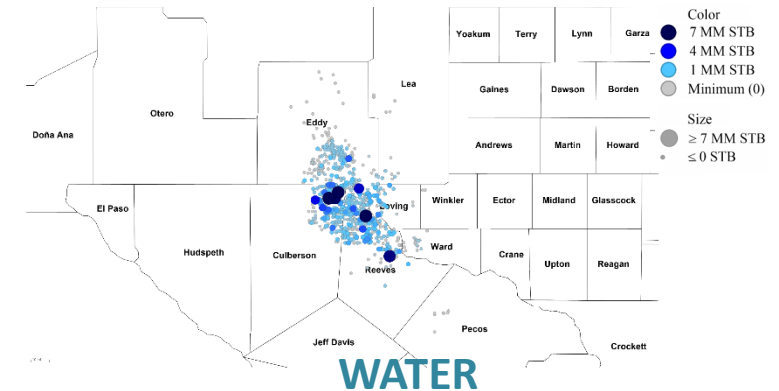 Color
7 MM STB
4 MM STB
1 MM STB
Minimum (0)
Size
≥ 7 MM STB
≤ 0 STB
Yoakum
Terry
Lynn
Garza
Lea
Gaines
Dawson
Borden
Otero
Eddy
Doña Ana
Andrews
Martin
Howard
El Paso
Loving
Winkler
Ector
Midland
Glasscock
Hudspeth
Culberson
Ward
Crane
Upton
Reagan
Reeves
Jeff Davis
Pecos
Crockett
WATER